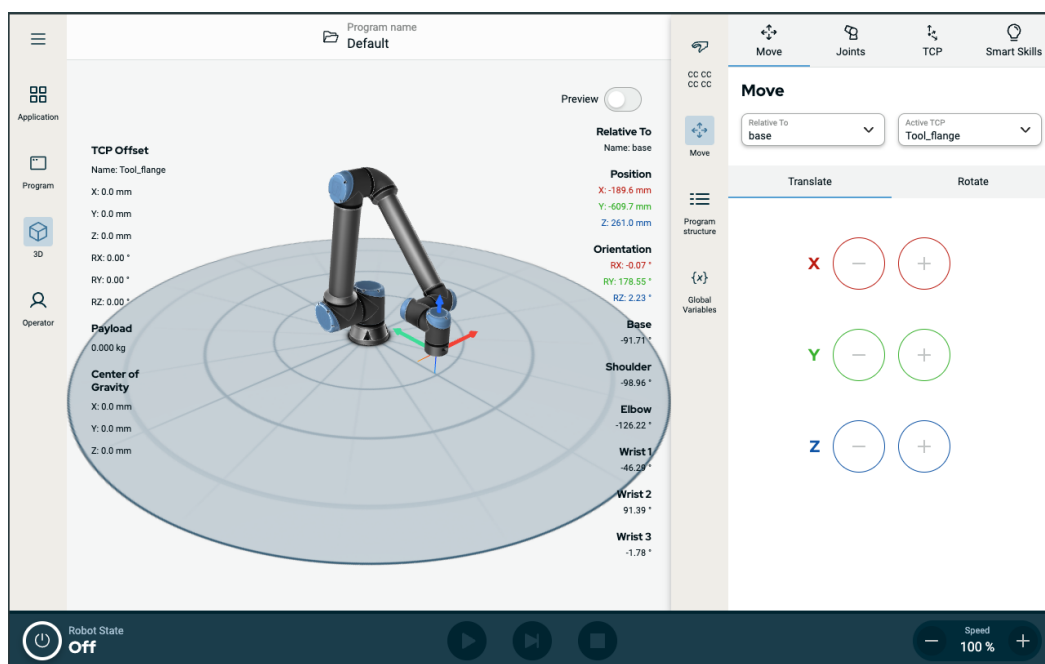 Program name
Default
Application
Program
3D
Operator
Preview
TCP Offset
Name: Tool_flange
X: 0.0 mm
Y: 0.0 mm
Z: 0.0 mm
RX: 0.00 °
RY: 0.00 °
RZ: 0.00 °
Payload
0.000 kg
Center of
Gravity
X: 0.0 mm
Y: 0.0 mm
Z: 0.0 mm
Relative To
Name: base
Position
X: -189.6 mm
Y: -609.7 mm
Z: 261.0 mm
Orientation
RX: -0.07 °
RY: 178.55 °
RZ: 2.23 °
Base
-91.71 °
Shoulder
-98.96 °
Elbow
-126.22 °
Wrist 1
-46.29 °
Wrist 2
91.39 °
Wrist 3
-1.78 °
CC CC
CC CC
Move
Program
structure
{x}
Global
Variables
Move
Joints
TCP
Smart Skills
Move
Relative To
base
Active TCP
Tool_flange
Translate
Rotate
X − +
Y − +
Z − +
Robot State
Off
Speed
− 100 % +